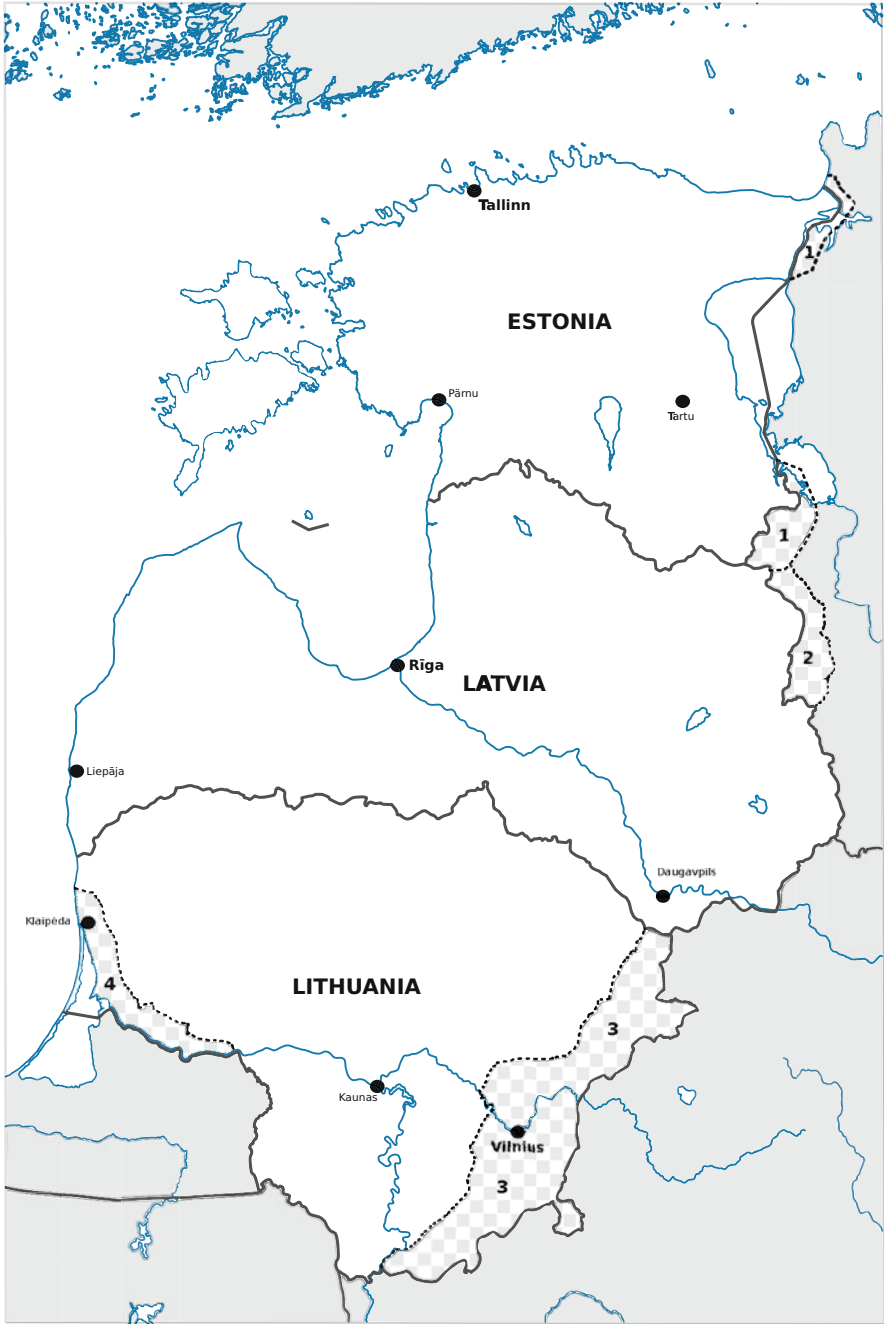 Tallinn
1
ESTONIA
Pärnu
Tartu
1
2
Rīga
LATVIA
Liepāja
Daugavpils
Klaipėda
4
LITHUANIA
3
Kaunas
Vilnius
3